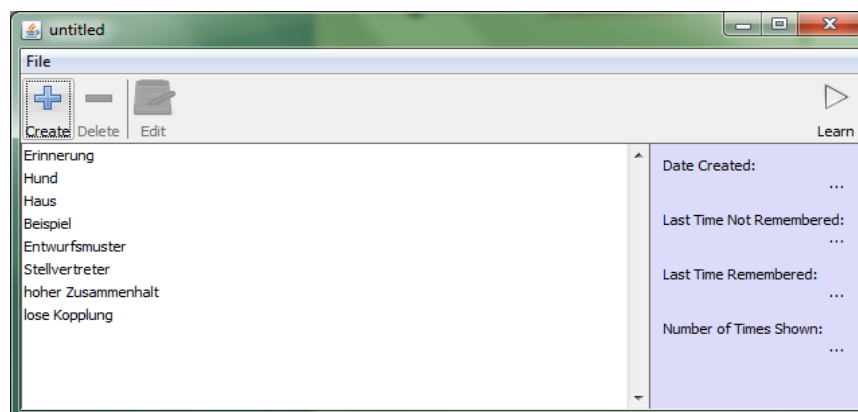 untitled
File
Create Delete Edit
Learn
Erinnerung
Hund
Haus
Beispiel
Entwurfsmuster
Stellvertreter
hoher Zusammenhalt
lose Kopplung
Date Created:
...
Last Time Not Remembered:
...
Last Time Remembered:
...
Number of Times Shown:
...